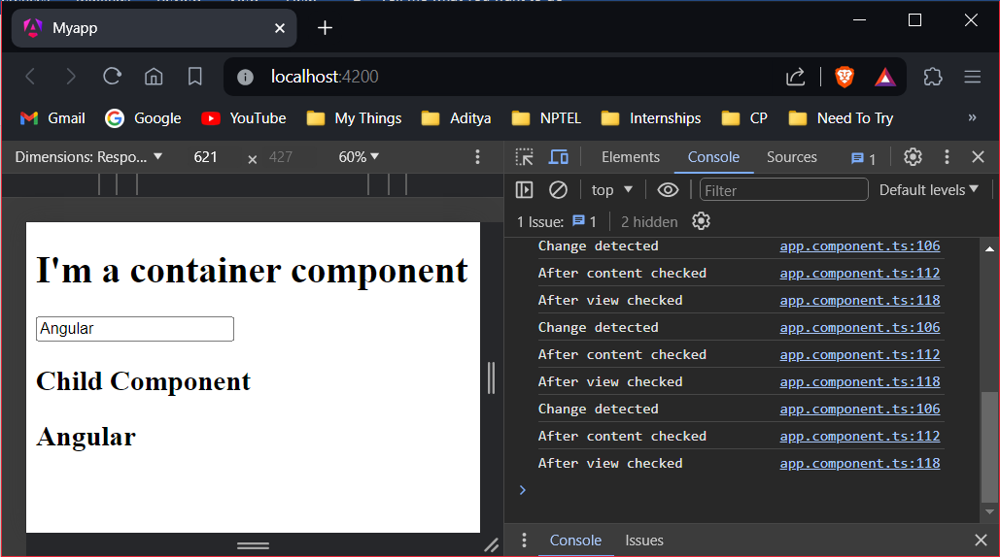 Myapp
localhost:4200
Gmail Google YouTube My Things Aditya NPTEL Internships CP Need To Try »
Dimensions: Respo... 621 × 427 60% Elements Console Sources 1
top Filter Default levels
1 Issue: 1 2 hidden
I'm a container component
Angular
Child Component
Angular
Change detected app.component.ts:106
After content checked app.component.ts:112
After view checked app.component.ts:118
Change detected app.component.ts:106
After content checked app.component.ts:112
After view checked app.component.ts:118
Change detected app.component.ts:106
After content checked app.component.ts:112
After view checked app.component.ts:118
Console Issues